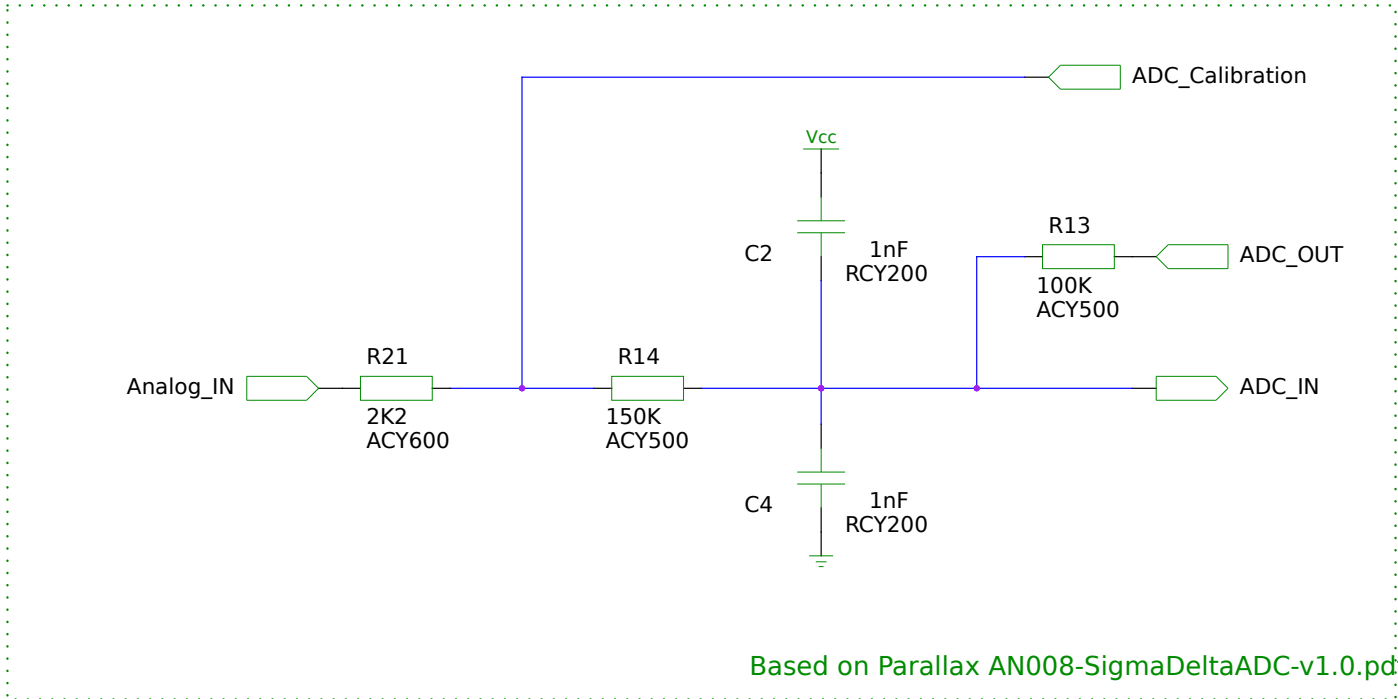 ADC_Calibration
Vcc
R13
C2
1nF
RCY200
ADC_OUT
100K
ACY500
R21
R14
Analog_IN
ADC_IN
2K2
ACY600
150K
ACY500
C4
1nF
RCY200
Based on Parallax AN008-SigmaDeltaADC-v1.0.pd